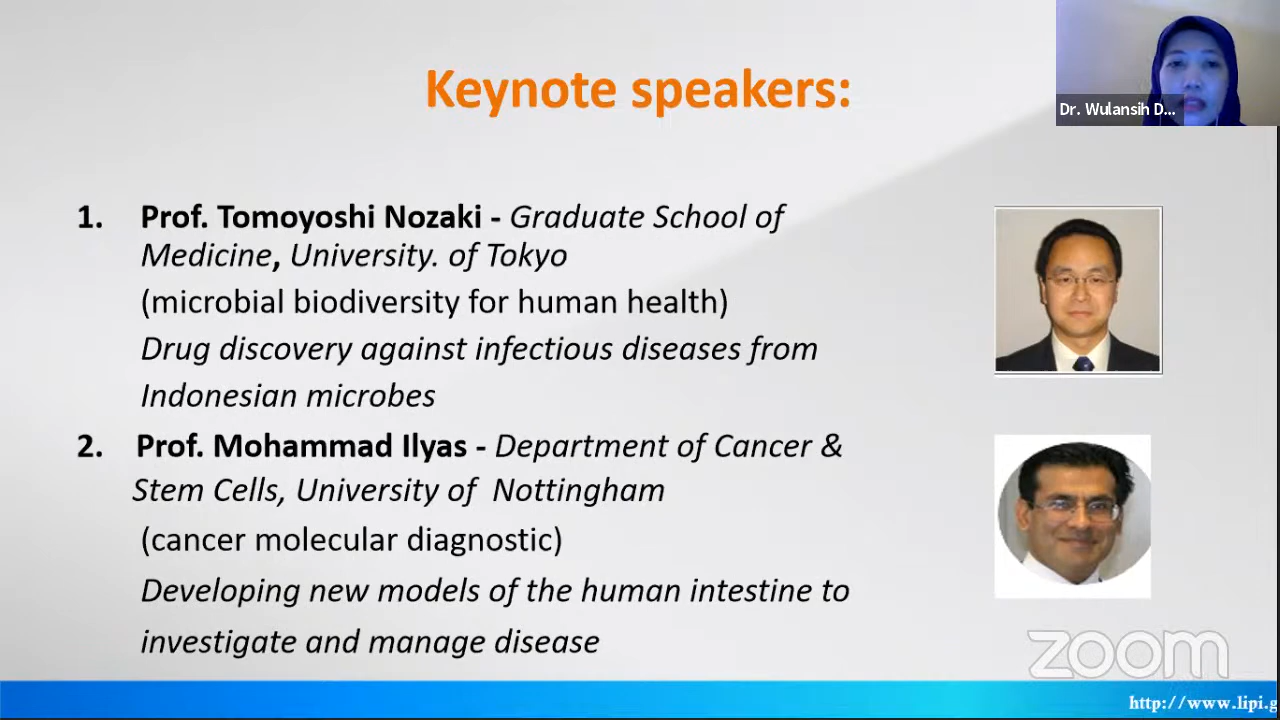 Keynote speakers:
Dr. Wulansih D...
1. Prof. Tomoyoshi Nozaki - Graduate School of
Medicine, University. of Tokyo
(microbial biodiversity for human health)
Drug discovery against infectious diseases from
Indonesian microbes
2. Prof. Mohammad Ilyas - Department of Cancer &
Stem Cells, University of Nottingham
(cancer molecular diagnostic)
Developing new models of the human intestine to
investigate and manage disease
zoom
http://www.lipi.g